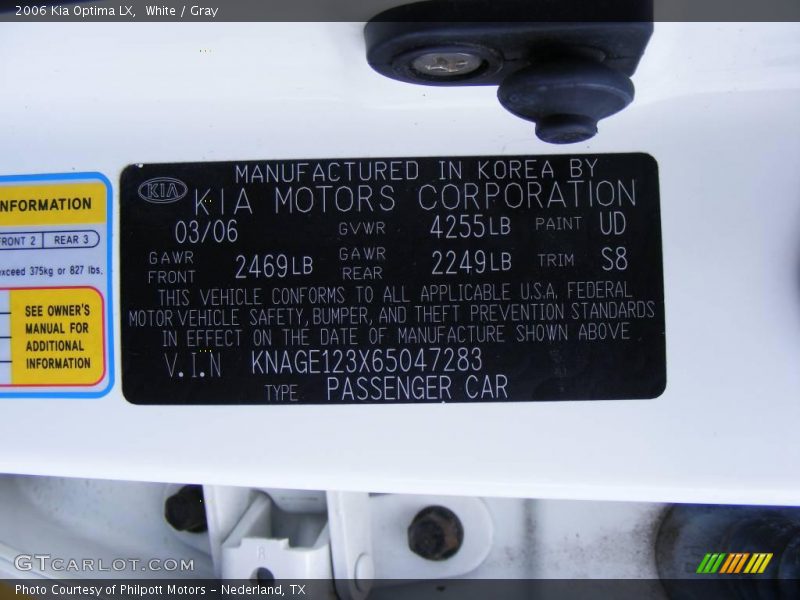 2006 Kia Optima LX,  White / Gray
MANUFACTURED IN KOREA BY
KIA
KIA MOTORS CORPORATION
03/06 GVWR 4255LB PAINT UD
GAWR FRONT 2469LB GAWR REAR 2249LB TRIM S8
THIS VEHICLE CONFORMS TO ALL APPLICABLE U.S.A. FEDERAL
MOTOR VEHICLE SAFETY, BUMPER, AND THEFT PREVENTION STANDARDS
IN EFFECT ON THE DATE OF MANUFACTURE SHOWN ABOVE
V.I.N KNAGE123X65047283
TYPE PASSENGER CAR
NFORMATION
FRONT 2 REAR 3
exceed 375kg or 827 lbs.
SEE OWNER'S
MANUAL FOR
ADDITIONAL
INFORMATION
GTCARLOT.COM
Photo Courtesy of Philpott Motors - Nederland, TX